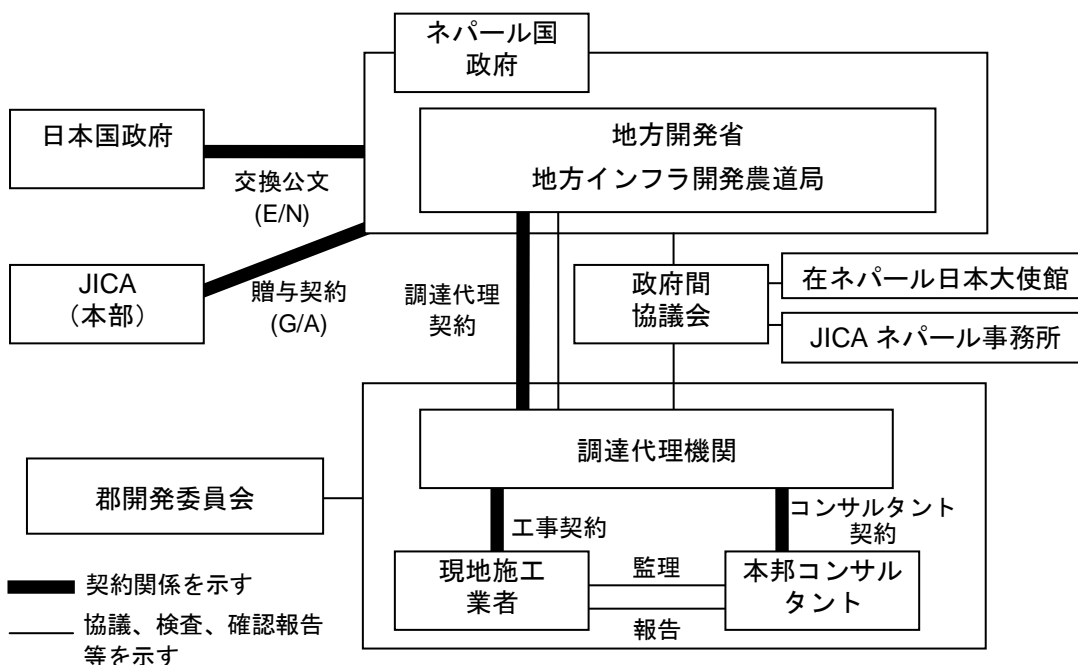 ネパール国
政府
日本国政府
地方開発省
地方インフラ開発農道局
交換公文
(E/N)
JICA
（本部）
贈与契約
(G/A)
調達代理
契約
政府間
協議会
在ネパール日本大使館
JICA ネパール事務所
調達代理機関
郡開発委員会
工事契約
コンサルタント
契約
現地施工
業者
監理
報告
本邦コンサル
タント
契約関係を示す
協議、検査、確認報告
等を示す